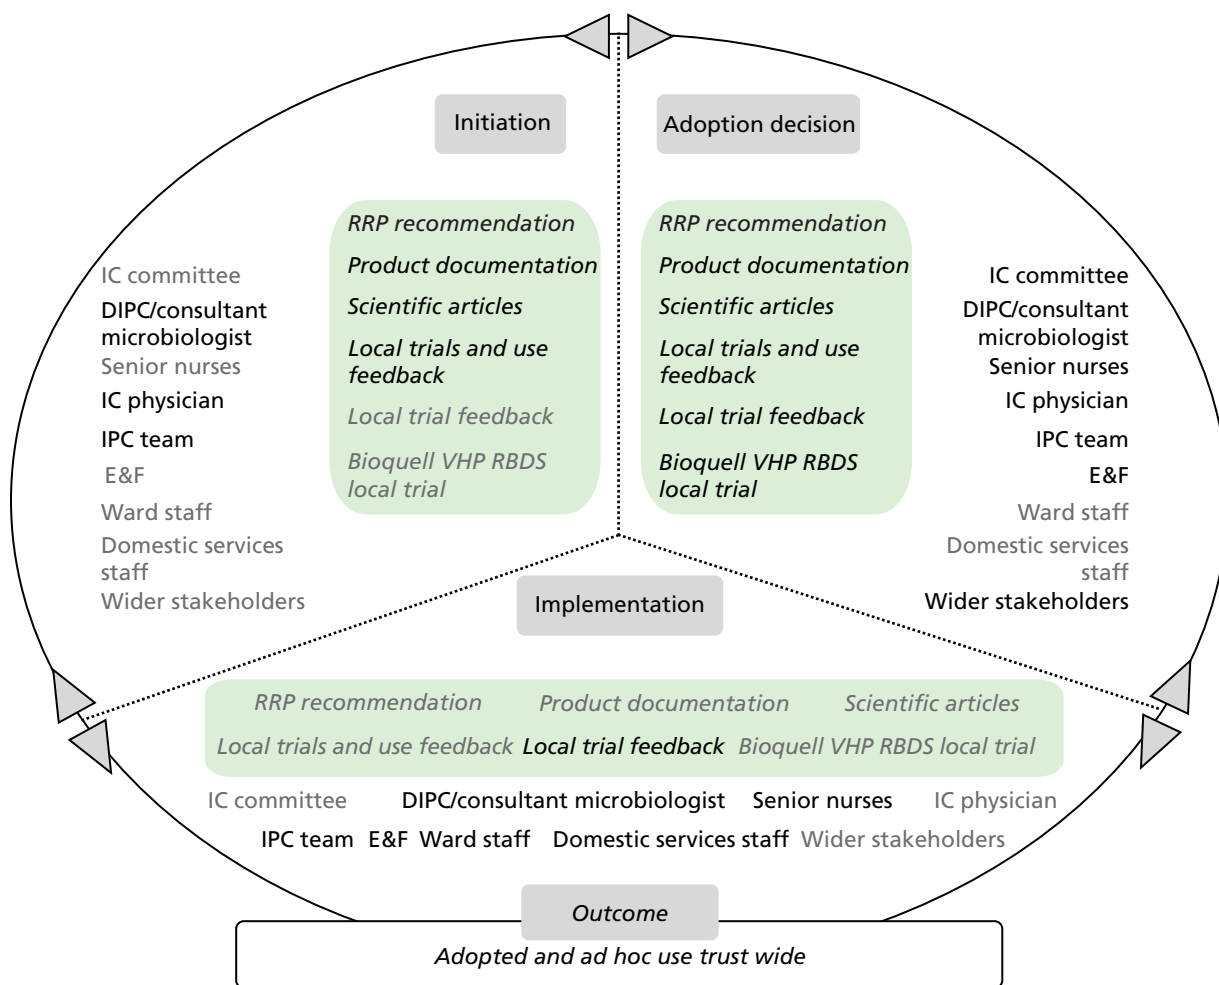 Initiation
Adoption decision
RRP recommendation
Product documentation
Scientific articles
Local trials and use
feedback
Local trial feedback
Bioquell VHP RBDS
local trial
RRP recommendation
Product documentation
Scientific articles
Local trials and use
feedback
Local trial feedback
Bioquell VHP RBDS
local trial
IC committee
DIPC/consultant
microbiologist
Senior nurses
IC physician
IPC team
E&F
Ward staff
Domestic services
staff
Wider stakeholders
IC committee
DIPC/consultant
microbiologist
Senior nurses
IC physician
IPC team
E&F
Ward staff
Domestic services
staff
Wider stakeholders
Implementation
RRP recommendation Product documentation Scientific articles
Local trials and use feedback Local trial feedback Bioquell VHP RBDS local trial
IC committee DIPC/consultant microbiologist Senior nurses IC physician
IPC team E&F Ward staff Domestic services staff Wider stakeholders
Outcome
Adopted and ad hoc use trust wide